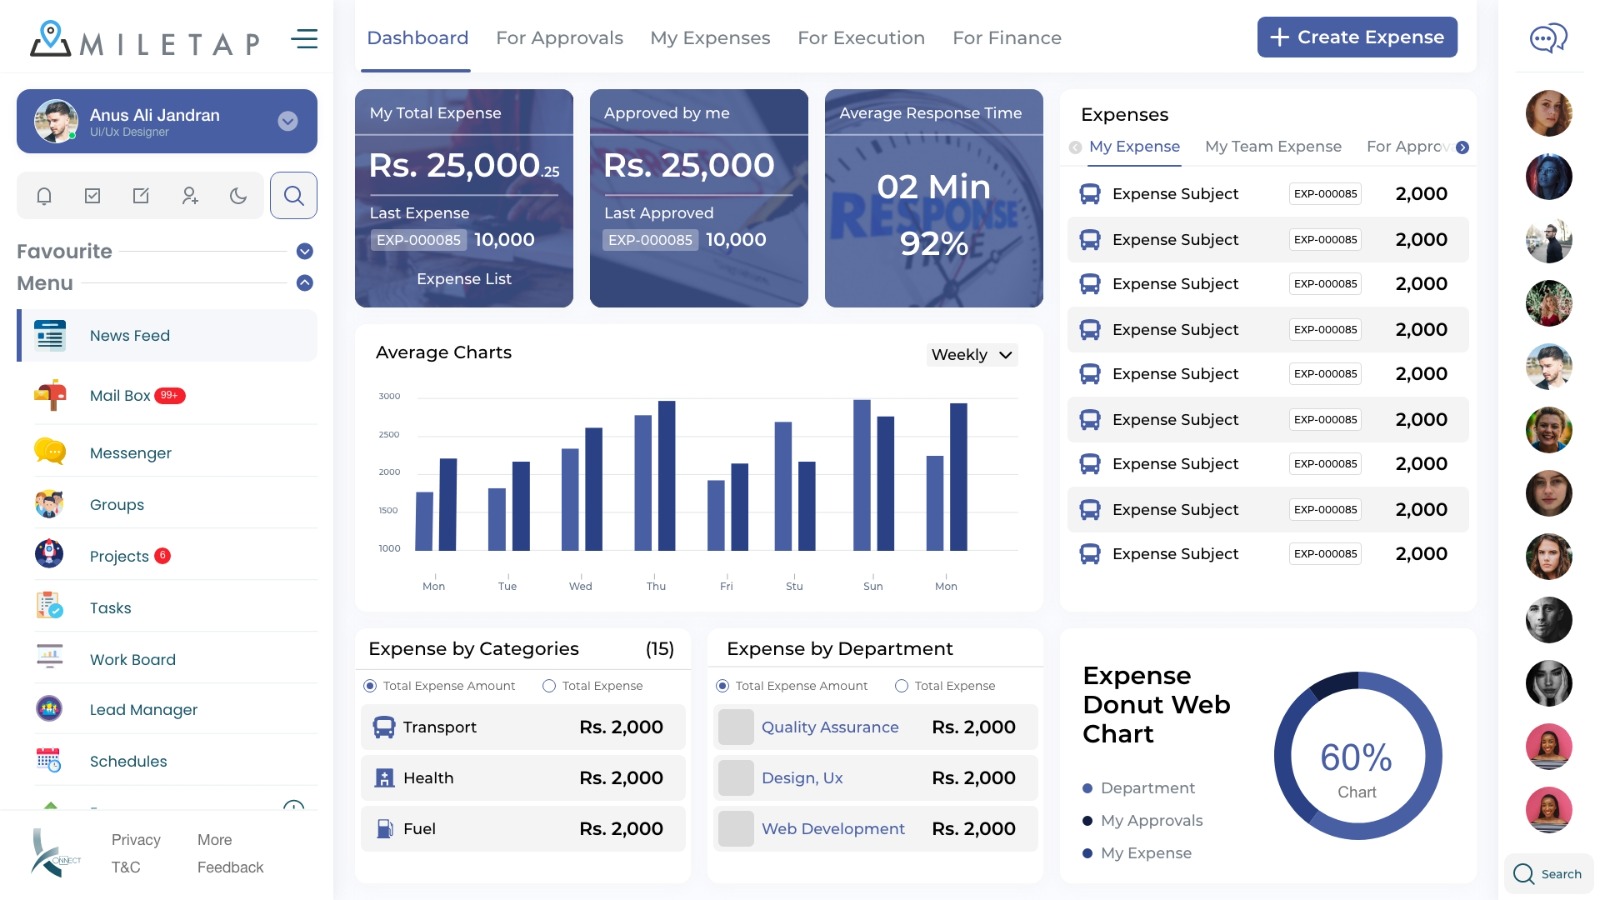 MILETAP
Anus Ali Jandran
Ui/Ux Designer
Favourite
Menu
News Feed
Mail Box 99+
Messenger
Groups
Projects 6
Tasks
Work Board
Lead Manager
Schedules
Privacy
More
T&C
Feedback
CONNECT
Dashboard
For Approvals
My Expenses
For Execution
For Finance
Create Expense
My Total Expense
Rs. 25,000.25
Last Expense
EXP-000085 10,000
Expense List
Approved by me
Rs. 25,000
Last Approved
EXP-000085 10,000
Average Response Time
02 Min
92%
RESPONSE
Average Charts
Weekly
3000
2500
2000
1500
1000
Mon
Tue
Wed
Thu
Fri
Stu
Sun
Mon
Expenses
My Expense
My Team Expense
For Approva
Expense Subject EXP-000085 2,000
Expense Subject EXP-000085 2,000
Expense Subject EXP-000085 2,000
Expense Subject EXP-000085 2,000
Expense Subject EXP-000085 2,000
Expense Subject EXP-000085 2,000
Expense Subject EXP-000085 2,000
Expense Subject EXP-000085 2,000
Expense Subject EXP-000085 2,000
Expense by Categories (15)
Total Expense Amount
Total Expense
Transport Rs. 2,000
Health Rs. 2,000
Fuel Rs. 2,000
Expense by Department
Total Expense Amount
Total Expense
Quality Assurance Rs. 2,000
Design, Ux Rs. 2,000
Web Development Rs. 2,000
Expense
Donut Web
Chart
Department
My Approvals
My Expense
60%
Chart
Search